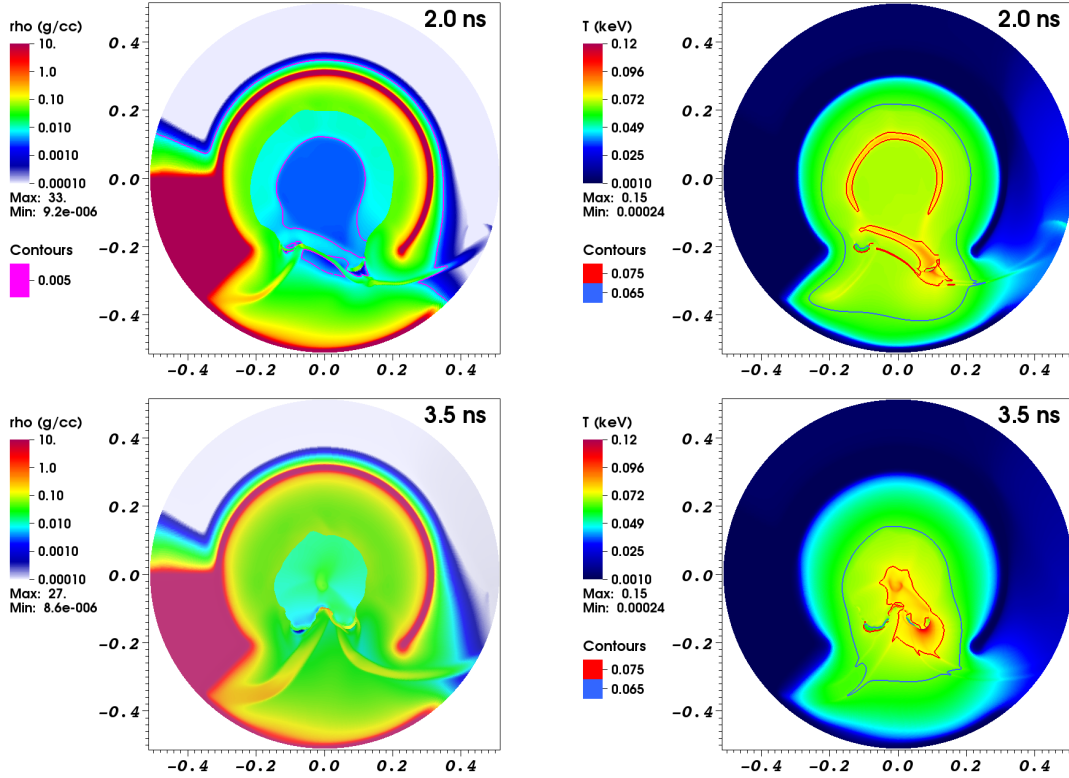 rho (g/cc)
10.
1.0
0.10
0.010
0.0010
0.00010
Max: 33.
Min: 9.2e-006
Contours
0.005
2.0 ns
0.4
0.2
0.0
-0.2
-0.4
-0.4 -0.2 0.0 0.2 0.4
T (keV)
0.12
0.096
0.072
0.049
0.025
0.0010
Max: 0.15
Min: 0.00024
Contours
0.075
0.065
2.0 ns
0.4
0.2
0.0
-0.2
-0.4
-0.4 -0.2 0.0 0.2 0.4
rho (g/cc)
10.
1.0
0.10
0.010
0.0010
0.00010
Max: 27.
Min: 8.6e-006
3.5 ns
0.4
0.2
0.0
-0.2
-0.4
-0.4 -0.2 0.0 0.2 0.4
T (keV)
0.12
0.096
0.072
0.049
0.025
0.0010
Max: 0.15
Min: 0.00024
Contours
0.075
0.065
3.5 ns
0.4
0.2
0.0
-0.2
-0.4
-0.4 -0.2 0.0 0.2 0.4